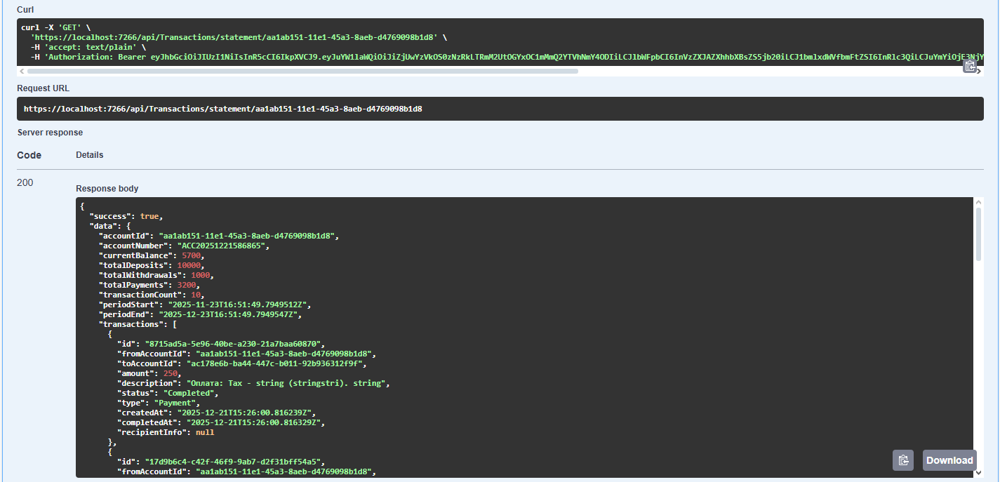 Curl
curl -X 'GET' \
'https://localhost:7266/api/Transactions/statement/aa1ab151-11e1-45a3-8aeb-d4769098b1d8' \
-H 'accept: text/plain' \
-H 'Authorization: Bearer
Request URL
https://localhost:7266/api/Transactions/statement/aa1ab151-11e1-45a3-8aeb-d4769098b1d8
Server response
Code Details
200
Response body
{
"success": true,
"data": {
"accountId": "aa1ab151-11e1-45a3-8aeb-d4769098b1d8",
"accountNumber": "ACC20251221586865",
"currentBalance": 5700,
"totalDeposits": 10000,
"totalWithdrawals": 1000,
"totalPayments": 3200,
"transactionCount": 10,
"periodStart": "2025-11-23T16:51:49.7949512Z",
"periodEnd": "2025-12-23T16:51:49.7949547Z",
"transactions": [
{
"id": "8715ad5a-5e96-40be-a230-21a7baa60870",
"fromAccountId": "aa1ab151-11e1-45a3-8aeb-d4769098b1d8",
"toAccountId": "ac178e6b-ba44-447c-b011-92b936312f9f",
"amount": 250,
"description": "Оплата: Tax - string (stringstri). string",
"status": "Completed",
"type": "Payment",
"createdAt": "2025-12-21T15:26:00.816239Z",
"completedAt": "2025-12-21T15:26:00.816329Z",
"recipientInfo": null
},
{
"id": "17d9b6c4-c42f-46f9-9ab7-d2f31bff54a5",
"fromAccountId": "aa1ab151-11e1-45a3-8aeb-d4769098b1d8",
Download